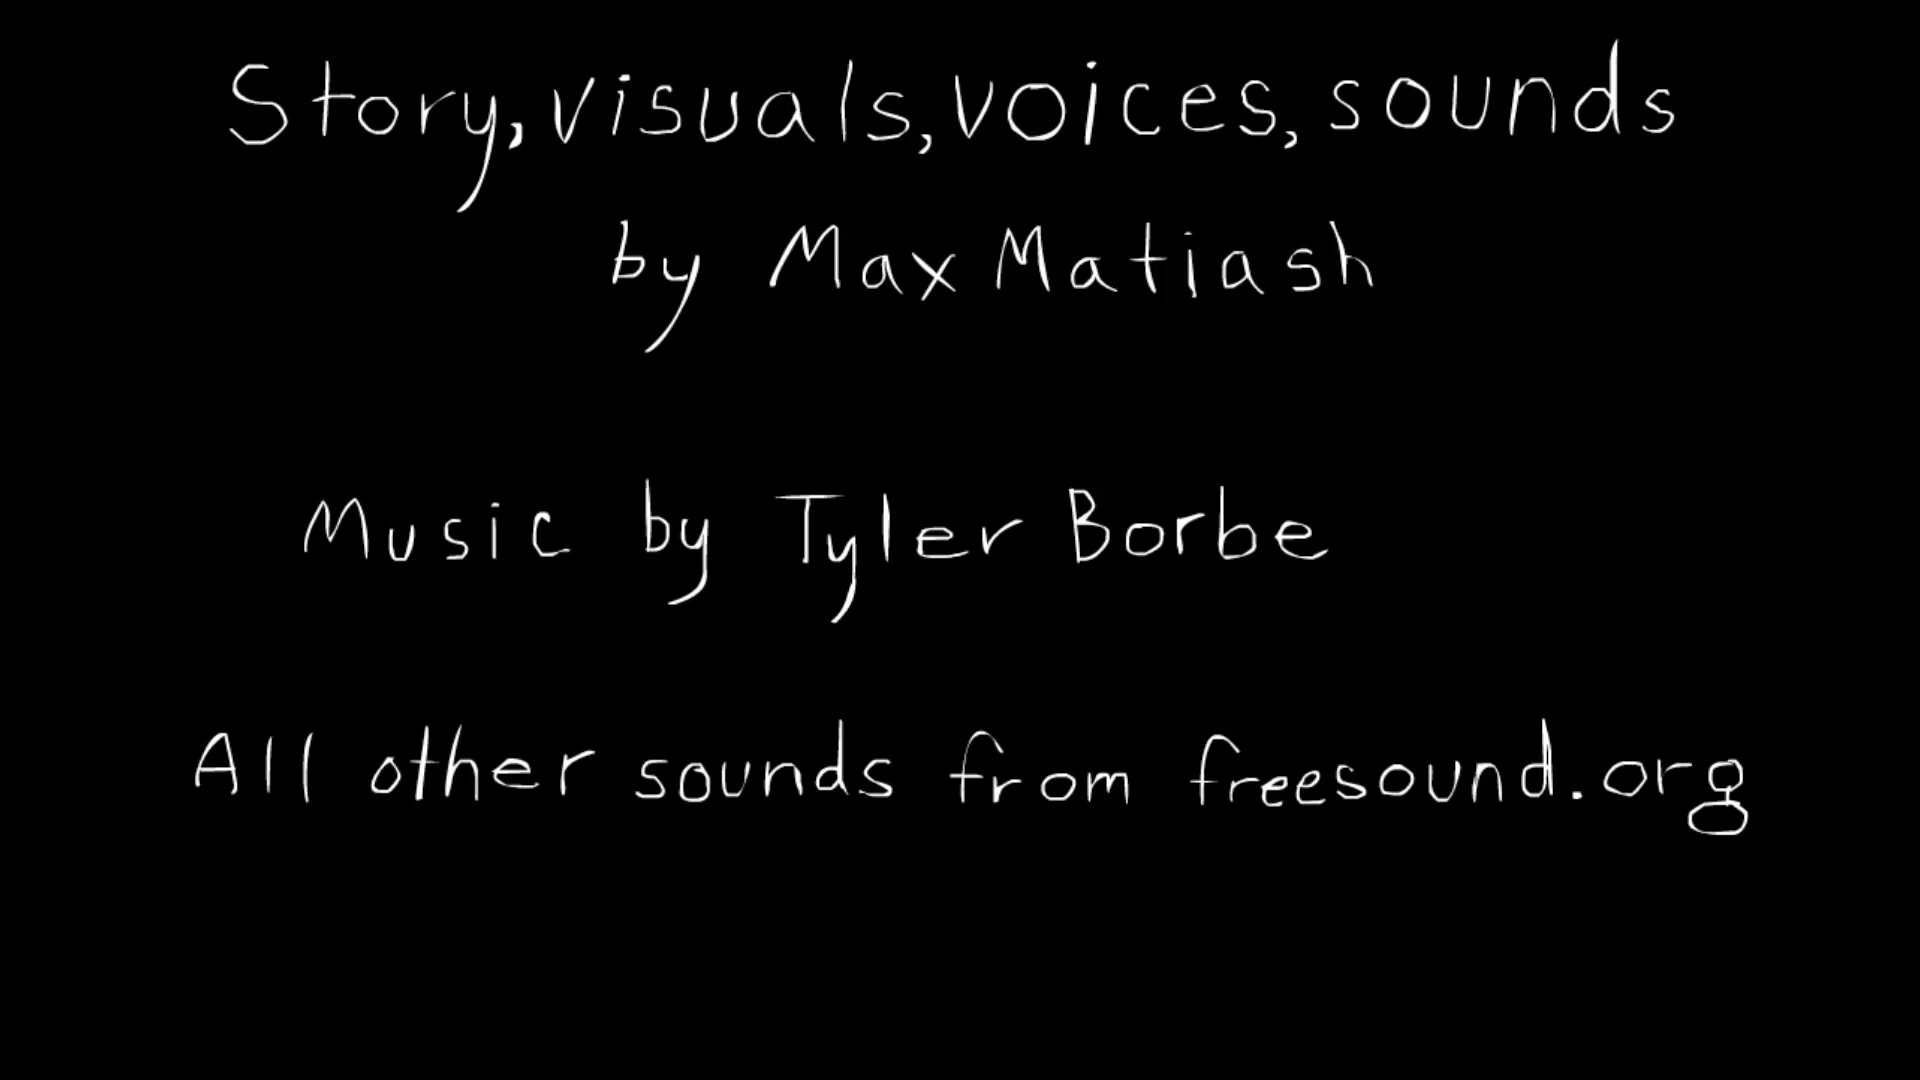 Story, visuals, voices, sounds
by Max Matiash
Music by Tyler Borbe
All other sounds from freesound.org